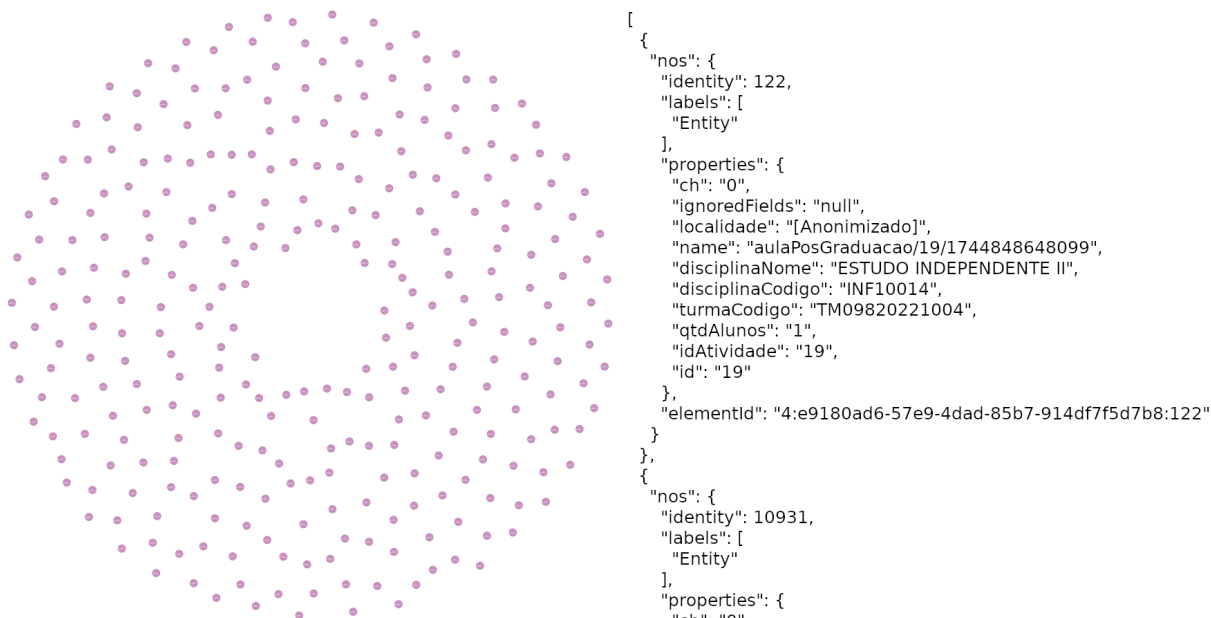 [
{
"nos": {
"identity": 122,
"labels": [
"Entity"
],
"properties": {
"ch": "0",
"ignoredFields": "null",
"localidade": "[Anonimizado]",
"name": "aulaPosGraduacao/19/1744848648099",
"disciplinaNome": "ESTUDO INDEPENDENTE II",
"disciplinaCodigo": "INF10014",
"turmaCodigo": "TM09820221004",
"qtdAlunos": "1",
"idAtividade": "19",
"id": "19"
},
"elementId": "4:e9180ad6-57e9-4dad-85b7-914df7f5d7b8:122"
}
},
{
"nos": {
"identity": 10931,
"labels": [
"Entity"
],
"properties": {